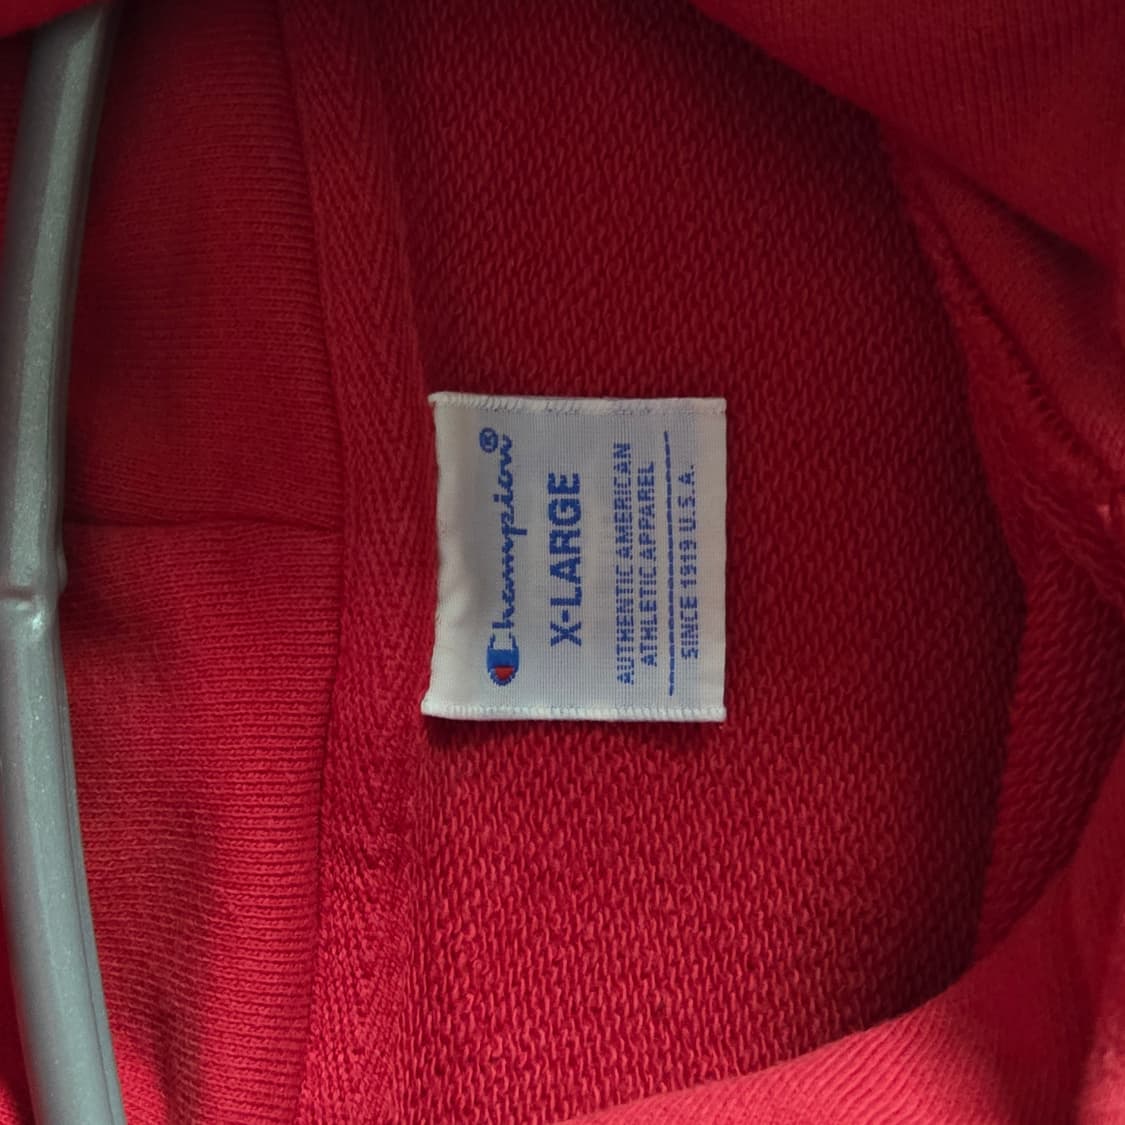 Champion®
X-LARGE
AUTHENTIC AMERICAN
ATHLETIC APPAREL
SINCE 1919 U.S.A.